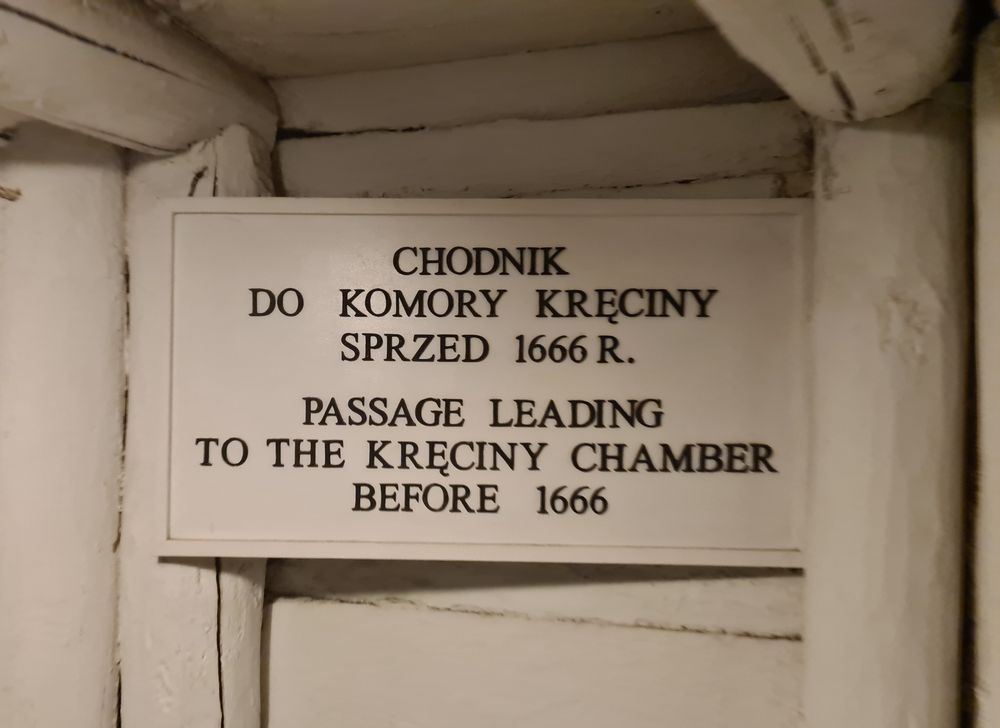 CHODNIK
DO KOMORY KRĘCINY
SPRZED 1666 R.
PASSAGE LEADING
TO THE KRĘCINY CHAMBER
BEFORE 1666